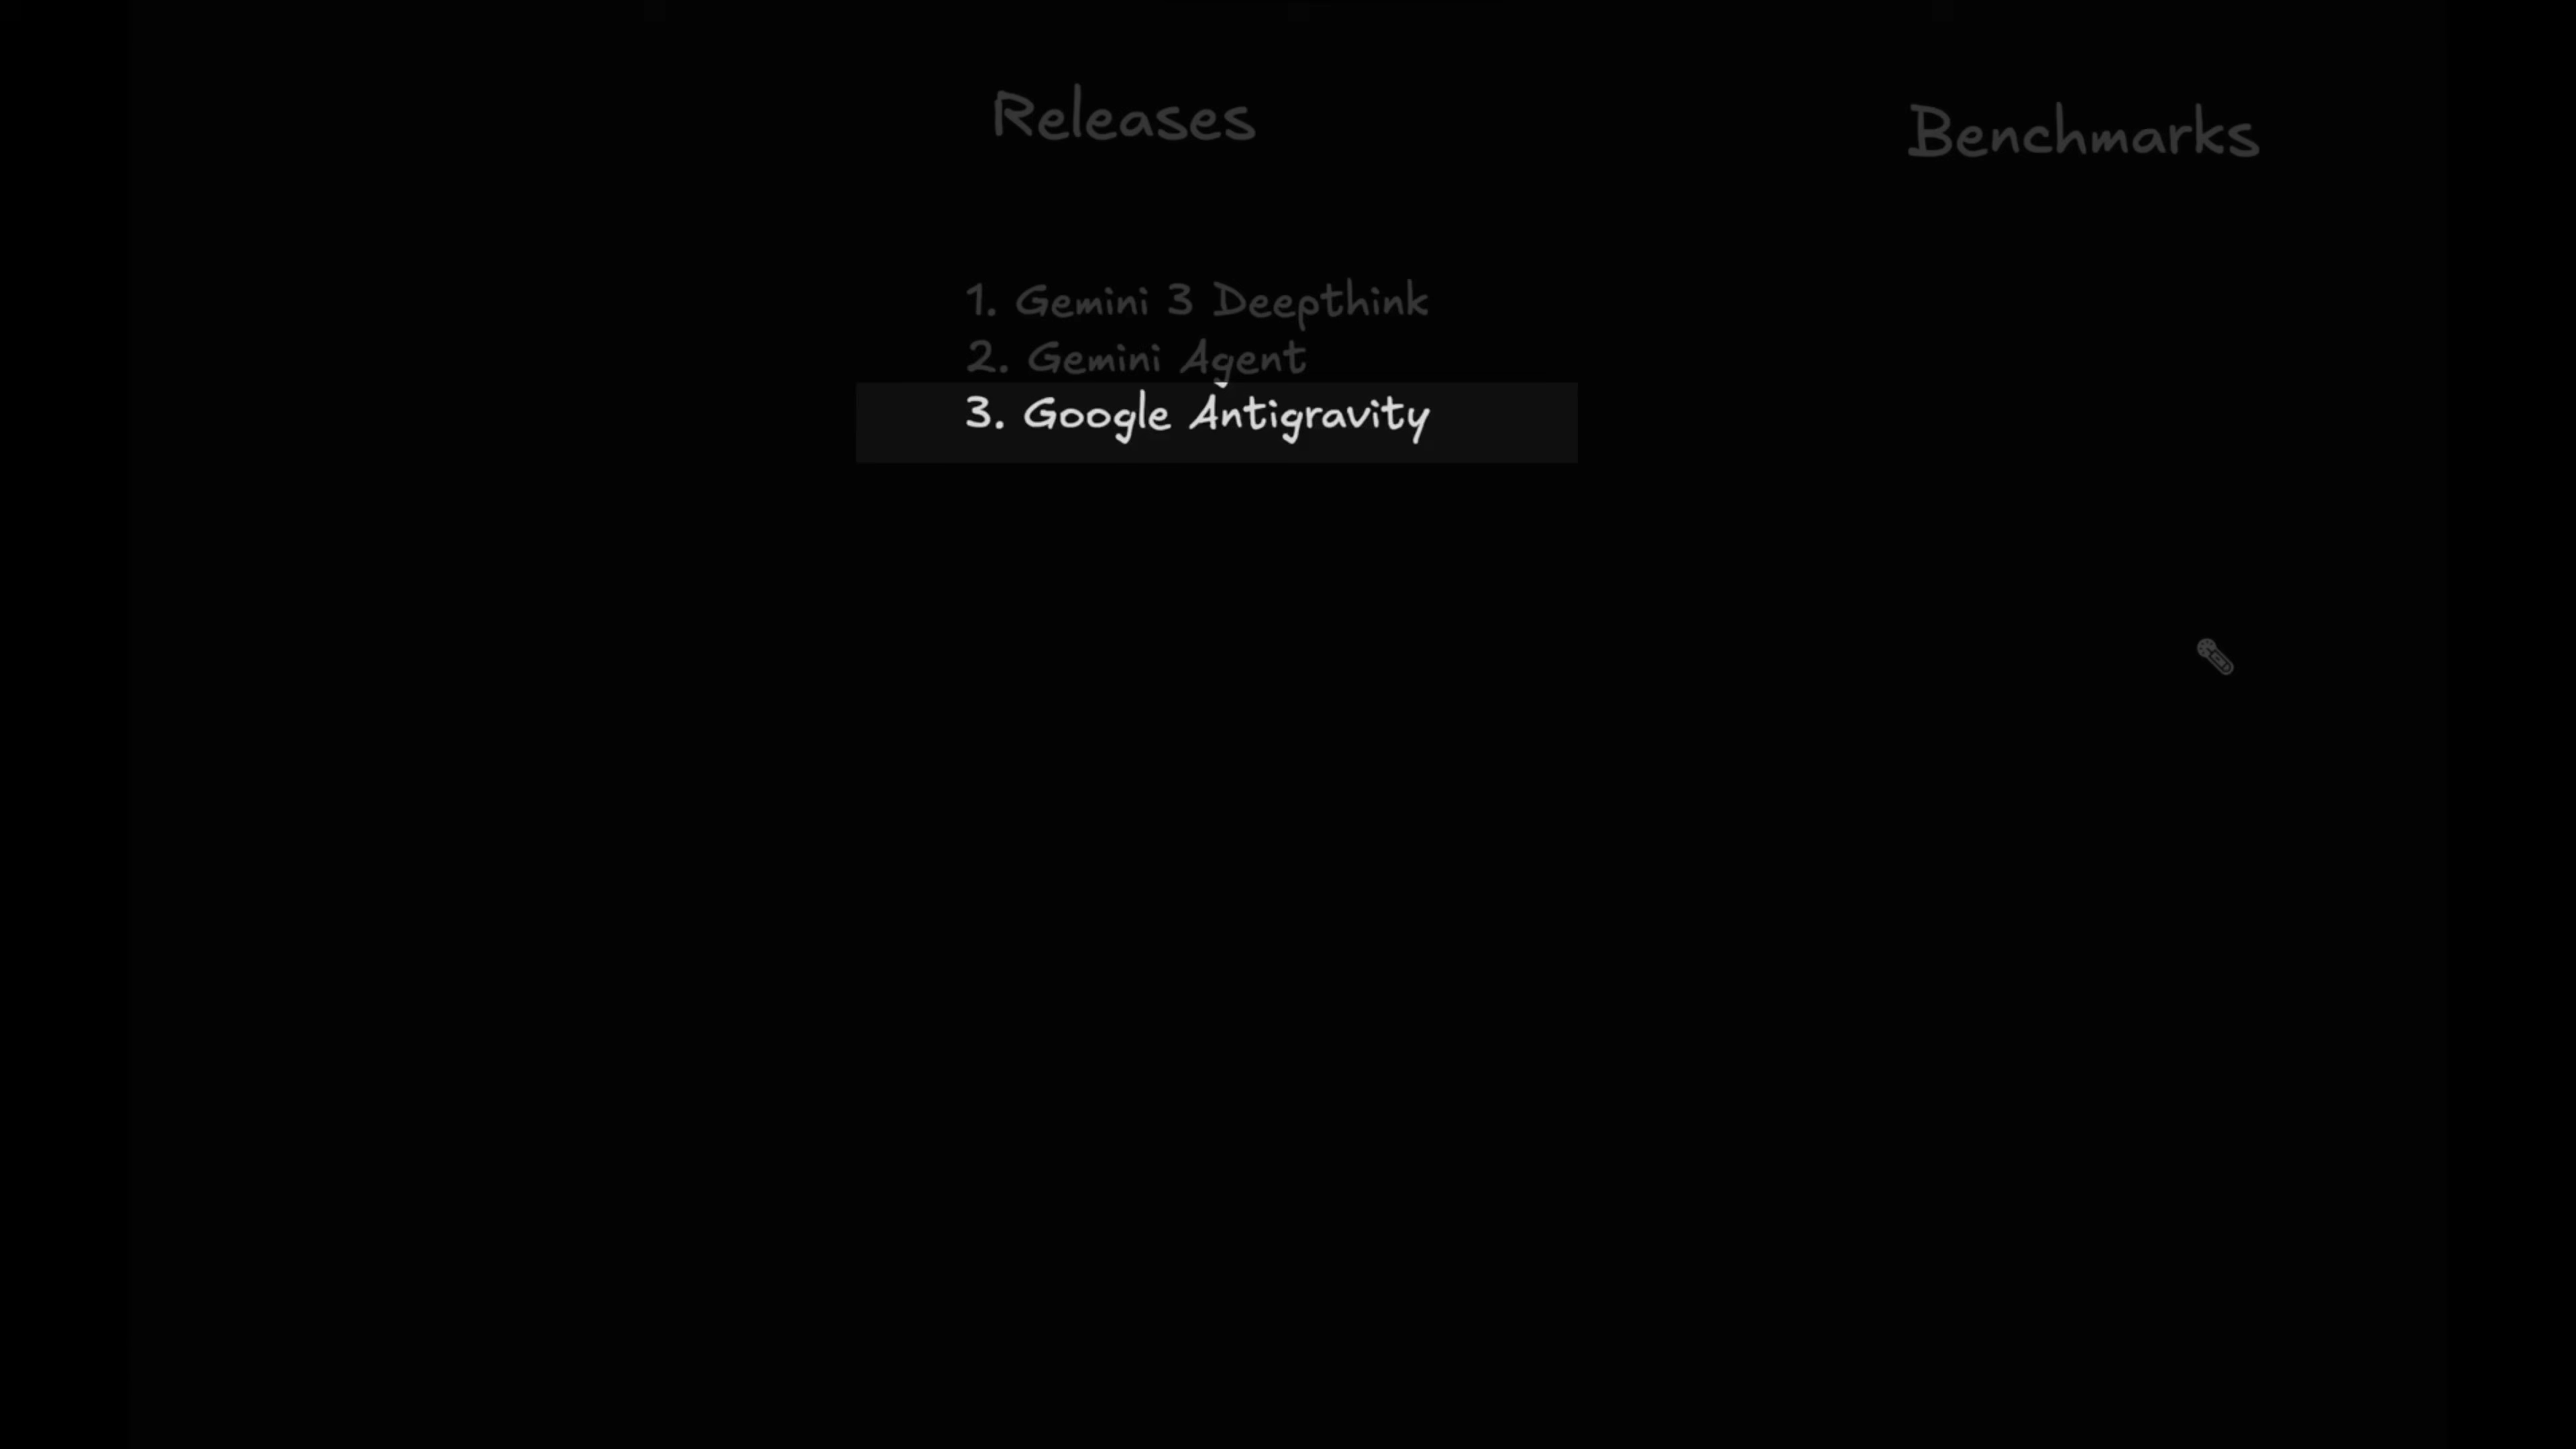 Releases
Benchmarks
1. Gemini 3 Deepthink
2. Gemini Agent
3. Google Antigravity